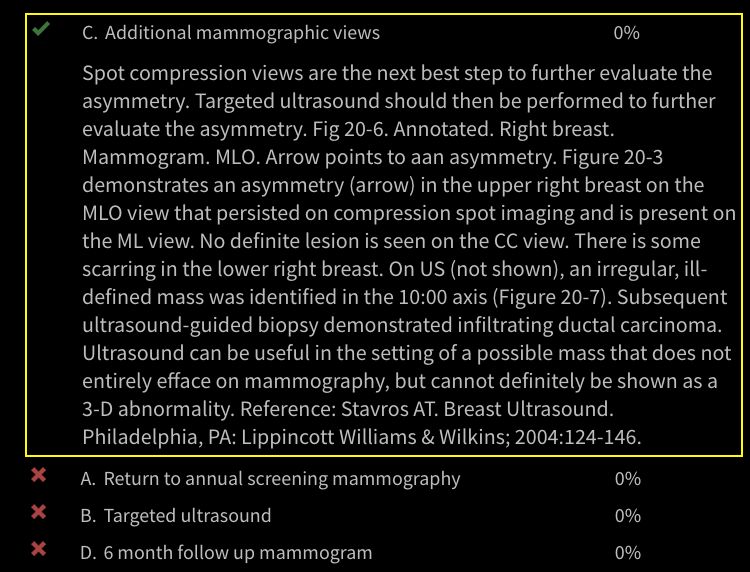 C. Additional mammographic views 0%
Spot compression views are the next best step to further evaluate the
asymmetry. Targeted ultrasound should then be performed to further
evaluate the asymmetry. Fig 20-6. Annotated. Right breast.
Mammogram. MLO. Arrow points to aan asymmetry. Figure 20-3
demonstrates an asymmetry (arrow) in the upper right breast on the
MLO view that persisted on compression spot imaging and is present on
the ML view. No definite lesion is seen on the CC view. There is some
scarring in the lower right breast. On US (not shown), an irregular, ill-
defined mass was identified in the 10:00 axis (Figure 20-7). Subsequent
ultrasound-guided biopsy demonstrated infiltrating ductal carcinoma.
Ultrasound can be useful in the setting of a possible mass that does not
entirely efface on mammography, but cannot definitely be shown as a
3-D abnormality. Reference: Stavros AT. Breast Ultrasound.
Philadelphia, PA: Lippincott Williams & Wilkins; 2004:124-146.
A. Return to annual screening mammography 0%
B. Targeted ultrasound 0%
D. 6 month follow up mammogram 0%